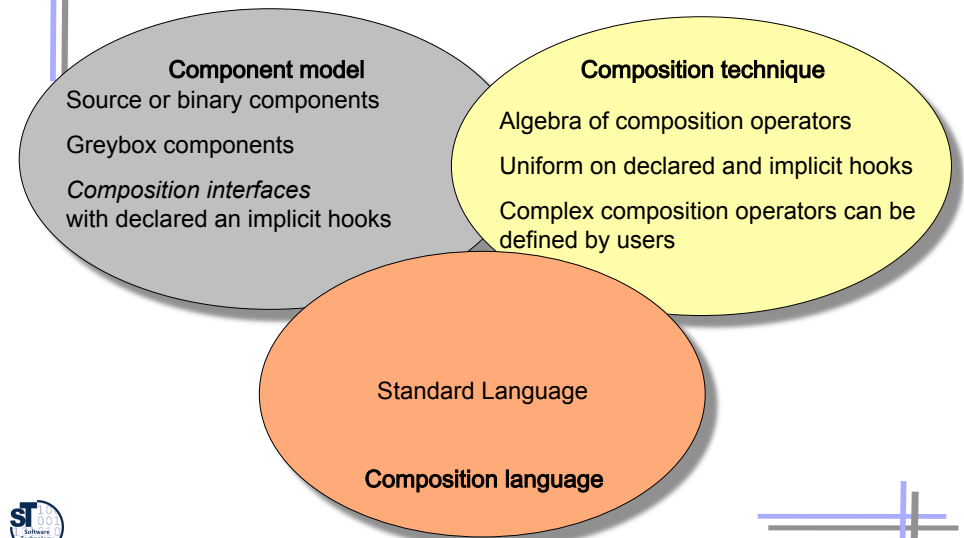 Component model
Source or binary components
Greybox components
Composition interfaces
with declared an implicit hooks
Composition technique
Algebra of composition operators
Uniform on declared and implicit hooks
Complex composition operators can be
defined by users
Standard Language
Composition language
ST
Software